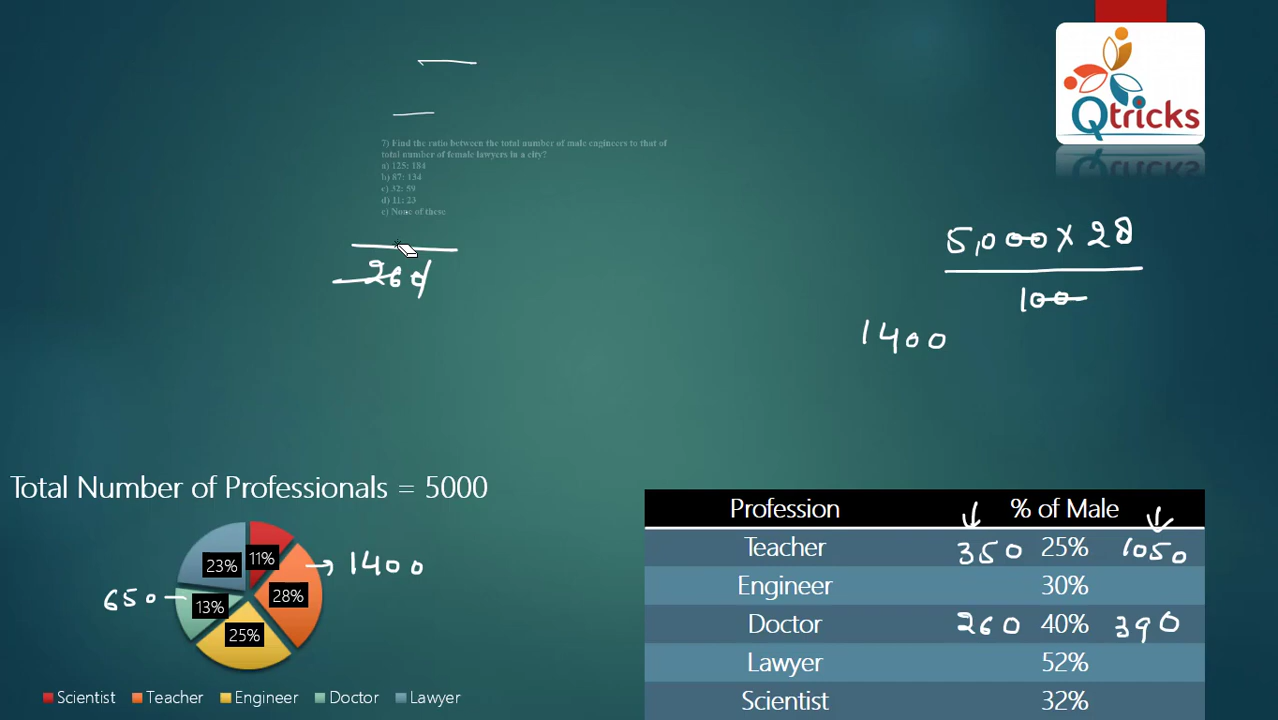 Qtricks
7) Find the ratio between the total number of male engineers to that of
total number of female lawyers in a city?
a) 125: 184
b) 87: 134
c) 32: 59
d) 11: 23
e) None of these
260
5,000 X 28
100
1400
Total Number of Professionals = 5000
23%
11%
1400
28%
650
13%
25%
Scientist Teacher Engineer Doctor Lawyer
Profession % of Male
Teacher 350 25% 1050
Engineer 30%
Doctor 260 40% 390
Lawyer 52%
Scientist 32%